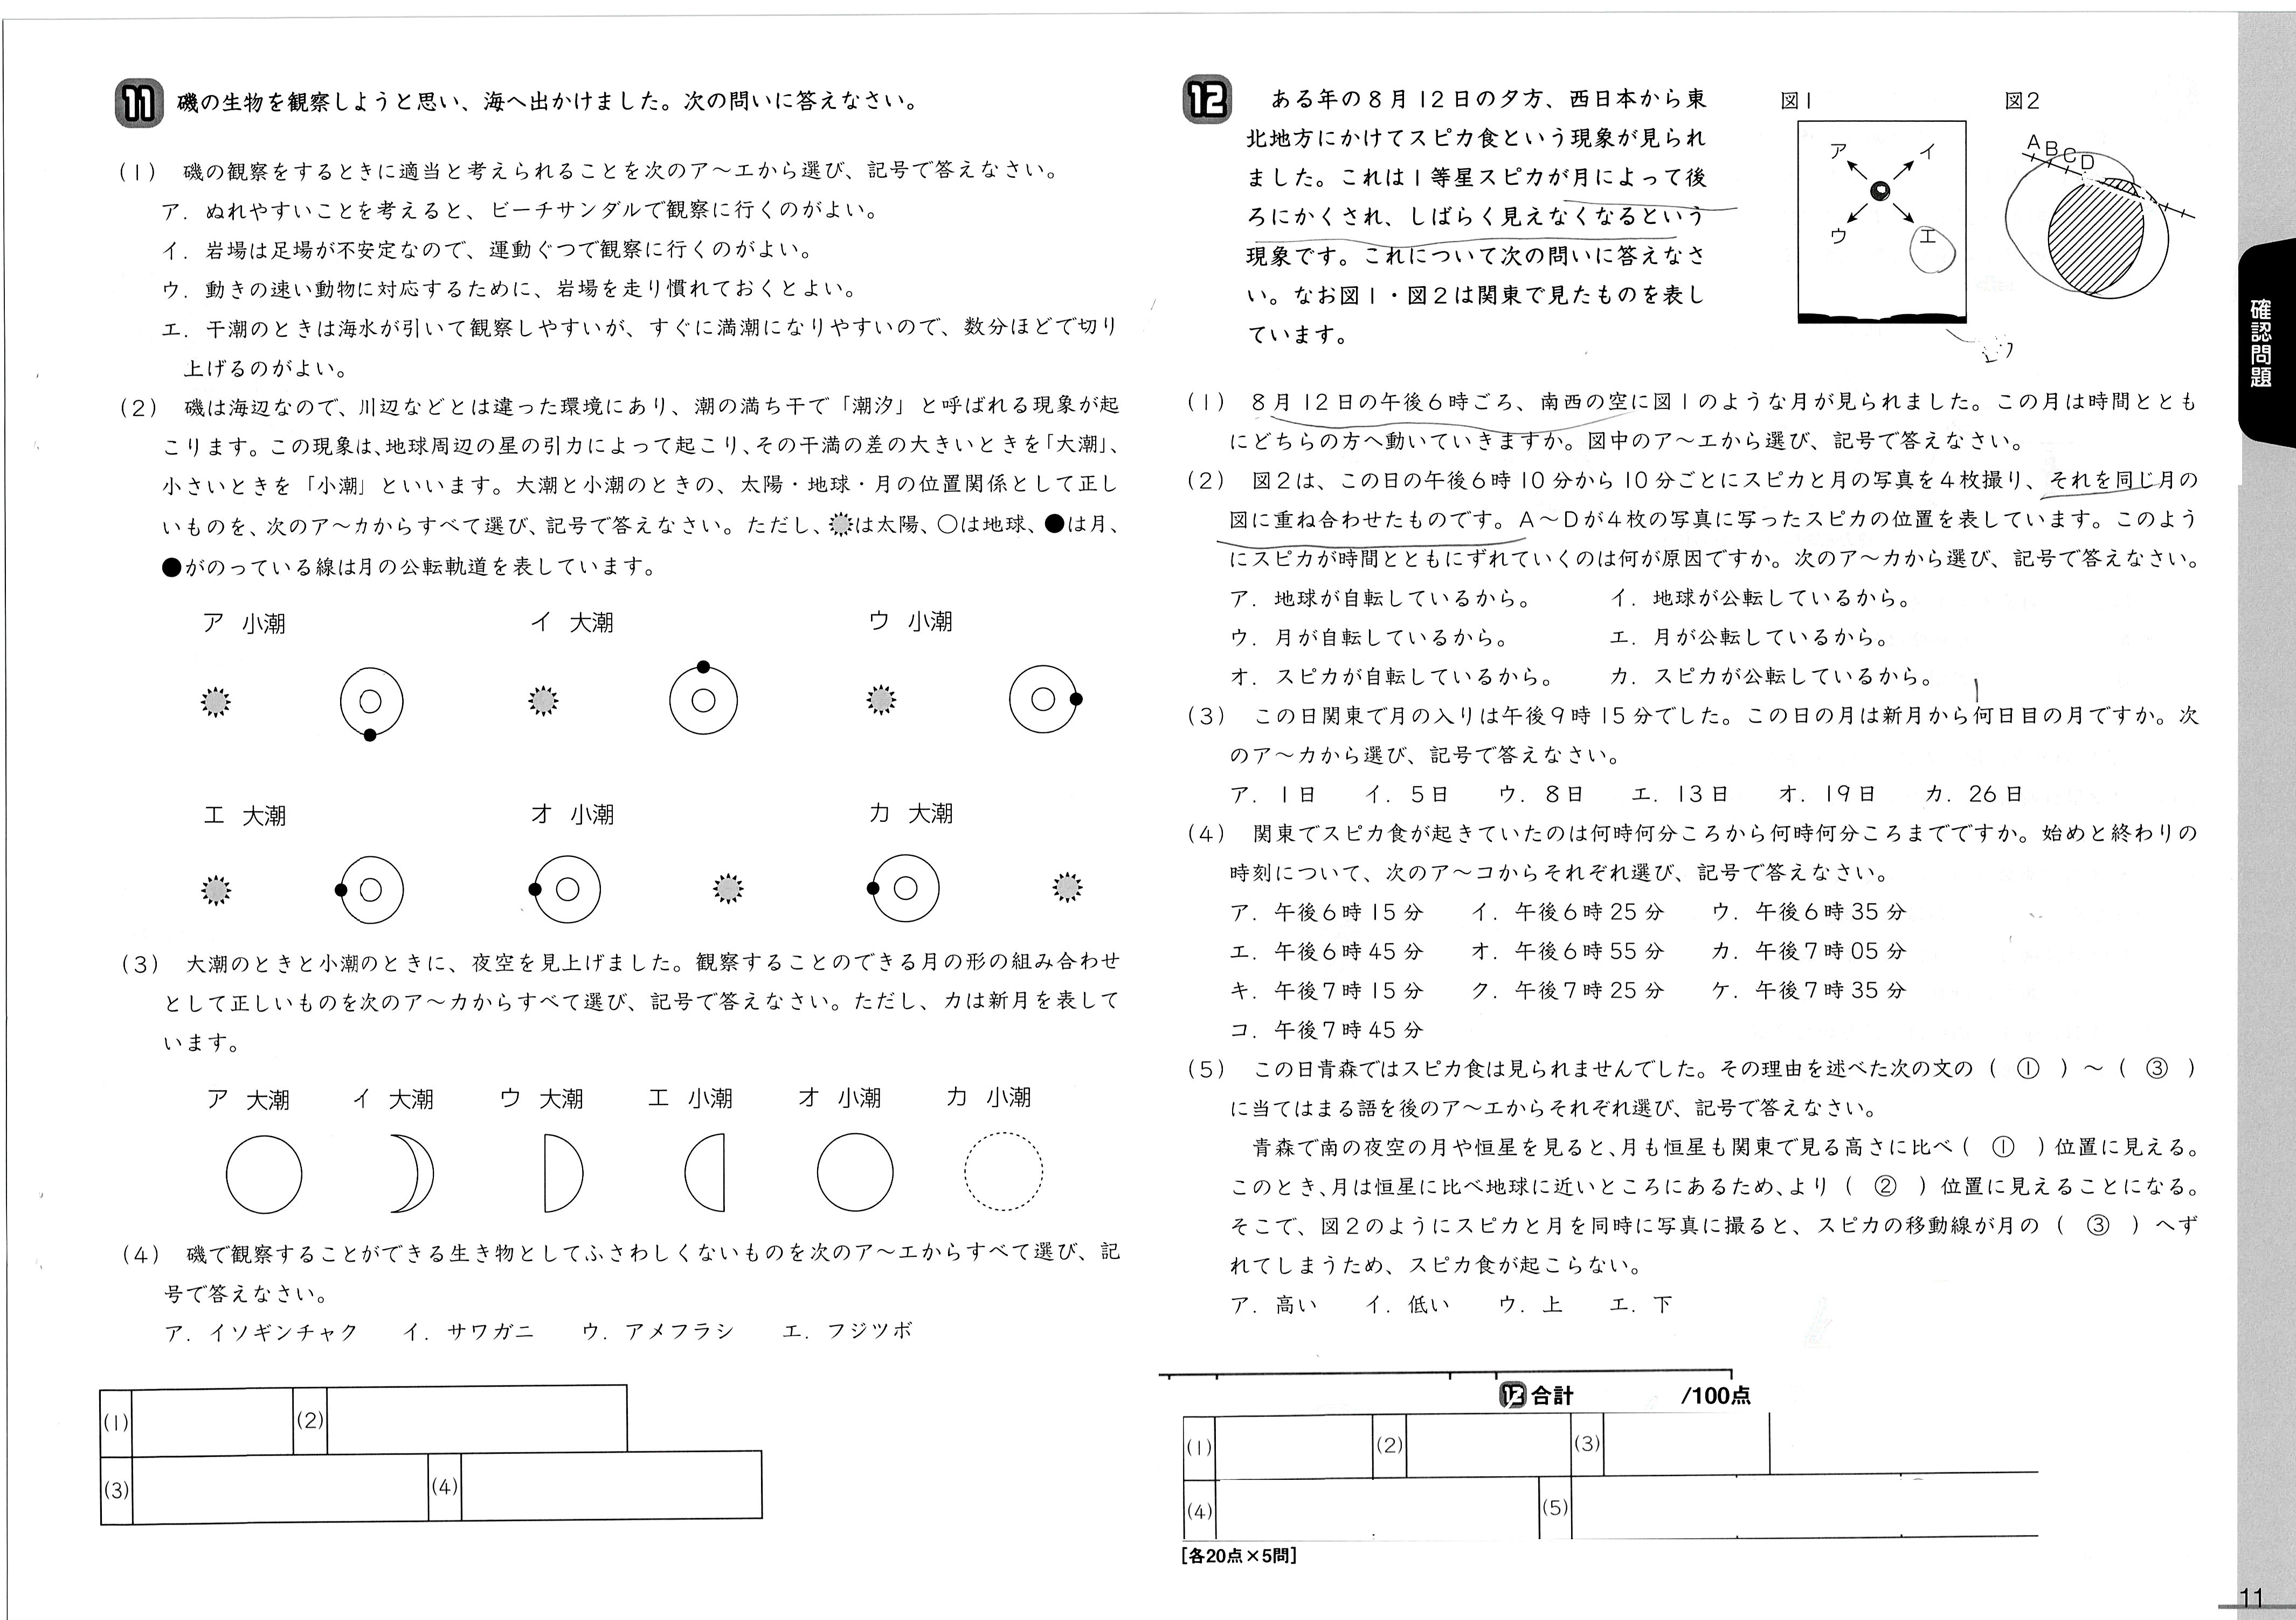 11 磯の生物を観察しようと思い、海へ出かけました。次の問いに答えなさい。
(1) 磯の観察をするときに適当と考えられることを次のア～エから選び、記号で答えなさい。
ア. ぬれやすいことを考えると、ビーチサンダルで観察に行くのがよい。
イ. 岩場は足場が不安定なので、運動ぐつで観察に行くのがよい。
ウ. 動きの速い動物に対応するために、岩場を走り慣れておくとよい。
エ. 干潮のときは海水が引いて観察しやすいが、すぐに満潮になりやすいので、数分ほどで切り
上げるのがよい。
(2) 磯は海辺なので、川辺などとは違った環境にあり、潮の満ち干で「潮汐」と呼ばれる現象が起
こります。この現象は、地球周辺の星の引力によって起こり、その干満の差の大きいときを「大潮」、
小さいときを「小潮」といいます。大潮と小潮のときの、太陽・地球・月の位置関係として正し
いものを、次のア～カからすべて選び、記号で答えなさい。ただし、は太陽、○は地球、●は月、
●がのっている線は月の公転軌道を表しています。
ア 小潮 イ 大潮 ウ 小潮
エ 大潮 オ 小潮 カ 大潮
(3) 大潮のときと小潮のときに、夜空を見上げました。観察することのできる月の形の組み合わせ
として正しいものを次のア～カからすべて選び、記号で答えなさい。ただし、カは新月を表して
います。
ア 大潮 イ 大潮 ウ 大潮 エ 小潮 オ 小潮 カ 小潮
(4) 磯で観察することができる生き物としてふさわしくないものを次のア～エからすべて選び、記
号で答えなさい。
ア. イソギンチャク イ. サワガニ ウ. アメフラシ エ. フジツボ
(1) (2)
(3) (4)
12 ある年の8月12日の夕方、西日本から東
北地方にかけてスピカ食という現象が見られ
ました。これは1等星スピカが月によって後
ろにかくされ、しばらく見えなくなるという
現象です。これについて次の問いに答えなさ
い。なお図1・図2は関東で見たものを表し
ています。
図1
ア イ
ウ エ
図2
A B C D
(1) 8月12日の午後6時ごろ、南西の空に図1のような月が見られました。この月は時間ととも
にどちらの方へ動いていきますか。図中のア～エから選び、記号で答えなさい。
(2) 図2は、この日の午後6時10分から10分ごとにスピカと月の写真を4枚撮り、それを同じ月の
図に重ね合わせたものです。A～Dが4枚の写真に写ったスピカの位置を表しています。このよう
にスピカが時間とともにずれていくのは何が原因ですか。次のア～カから選び、記号で答えなさい。
ア. 地球が自転しているから。 イ. 地球が公転しているから。
ウ. 月が自転しているから。 エ. 月が公転しているから。
オ. スピカが自転しているから。 カ. スピカが公転しているから。
(3) この日関東で月の入りは午後9時15分でした。この日の月は新月から何日目の月ですか。次
のア～カから選び、記号で答えなさい。
ア. 1日 イ. 5日 ウ. 8日 エ. 13日 オ. 19日 カ. 26日
(4) 関東でスピカ食が起きていたのは何時何分ころから何時何分ころまでですか。始めと終わりの
時刻について、次のア～コからそれぞれ選び、記号で答えなさい。
ア. 午後6時15分 イ. 午後6時25分 ウ. 午後6時35分
エ. 午後6時45分 オ. 午後6時55分 カ. 午後7時05分
キ. 午後7時15分 ク. 午後7時25分 ケ. 午後7時35分
コ. 午後7時45分
(5) この日青森ではスピカ食は見られませんでした。その理由を述べた次の文の( ① )～( ③ )
に当てはまる語を後のア～エからそれぞれ選び、記号で答えなさい。
青森で南の夜空の月や恒星を見ると、月も恒星も関東で見る高さに比べ( ① )位置に見える。
このとき、月は恒星に比べ地球に近いところにあるため、より( ② )位置に見えることになる。
そこで、図2のようにスピカと月を同時に写真に撮ると、スピカの移動線が月の( ③ )へず
れてしまうため、スピカ食が起こらない。
ア. 高い イ. 低い ウ. 上 エ. 下
合計 /100点
(1) (2) (3)
(4) (5)
[各20点×5問]
確認問題
11